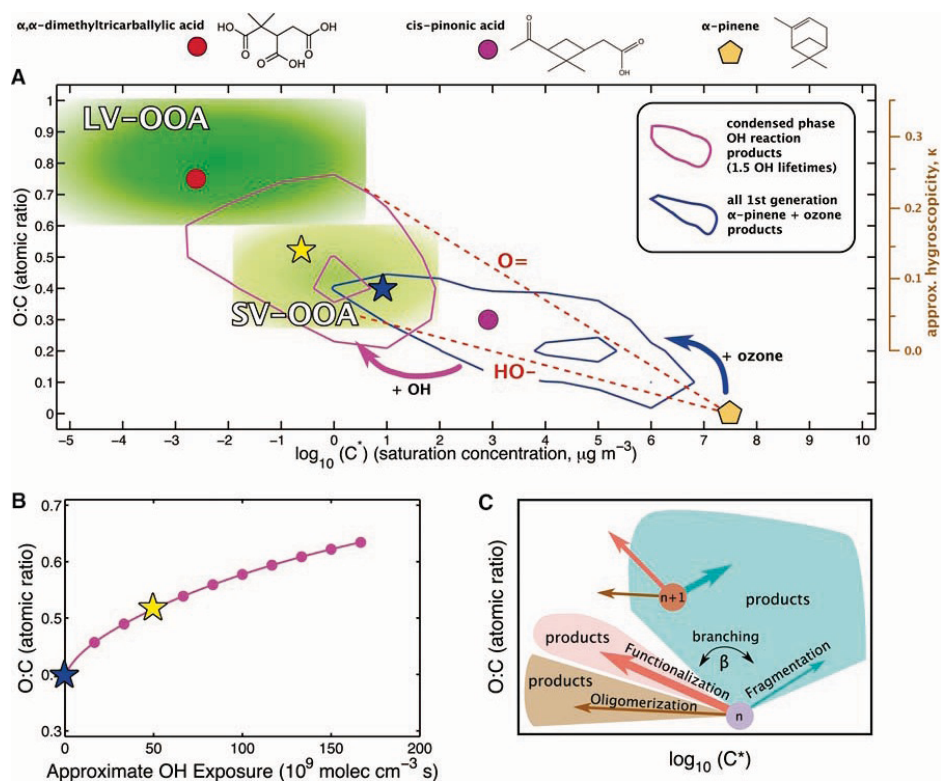 α,α-dimethyltricarballylic acid
cis-pinonic acid
α-pinene
O
HO
OH
O
HO
O
O
O
OH
A
LV-OOA
SV-OOA
O=
HO-
+ OH
+ ozone
condensed phase
OH reaction
products
(1.5 OH lifetimes)
all 1st generation
α-pinene + ozone
products
O:C (atomic ratio)
1
0.9
0.8
0.7
0.6
0.5
0.4
0.3
0.2
0.1
0
approx. hygroscopicity, κ
0.3
0.2
0.1
0.0
-5 -4 -3 -2 -1 0 1 2 3 4 5 6 7 8 9 10
log10 (C*) (saturation concentration, μg m−3)
B
O:C (atomic ratio)
0.7
0.6
0.5
0.4
0.3
0 50 100 150 200
Approximate OH Exposure (10⁹ molec cm⁻³ s)
C
O:C (atomic ratio)
n+1
products
branching
β
products
Functionalization
Fragmentation
products
Oligomerization
n
log10 (C*)